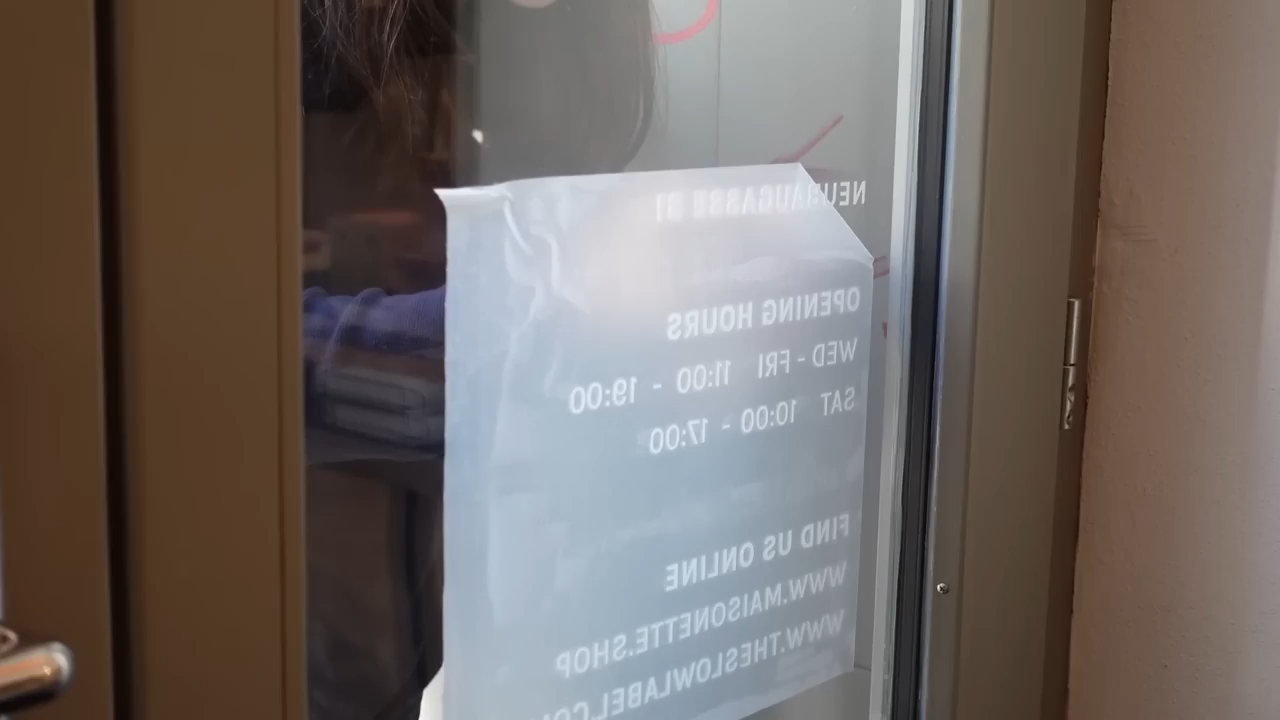 NEUBAUGASSE 81
OPENING HOURS
WED - FRI 11:00 - 19:00
SAT 10:00 - 17:00
FIND US ONLINE
WWW.MAISONETTE.SHOP
WWW.THESLOWLABEL.CO